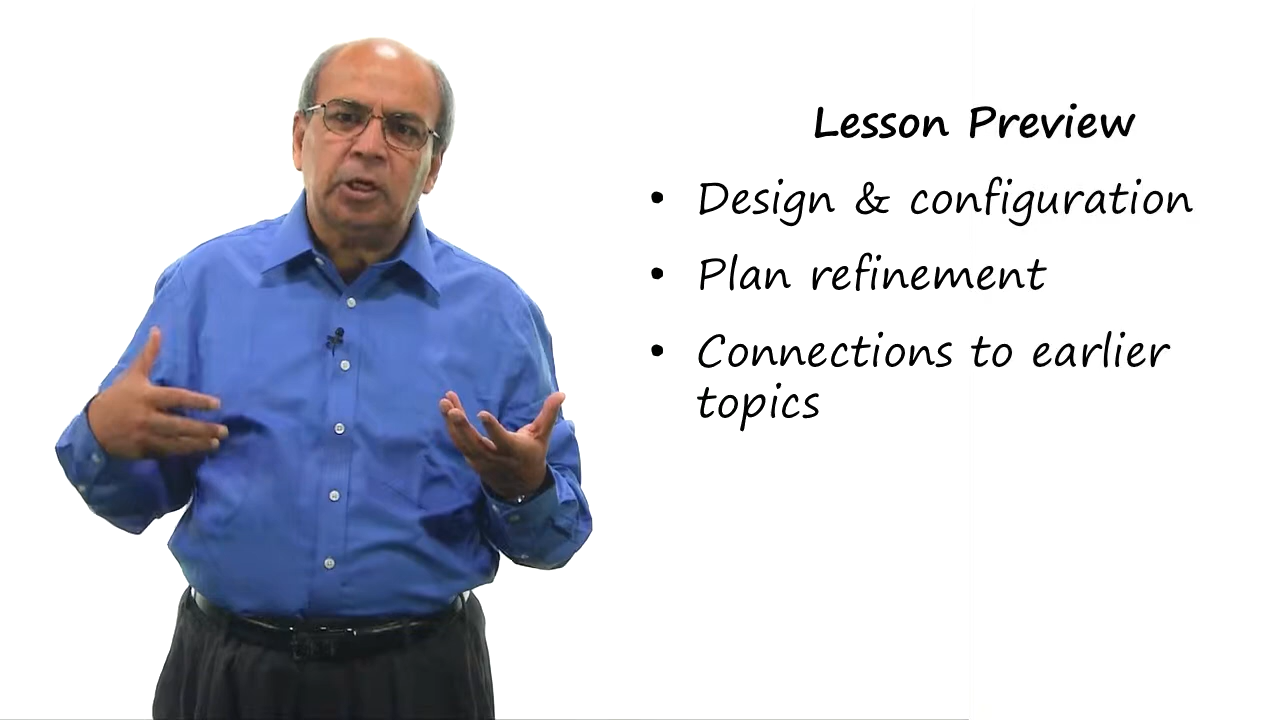 Lesson Preview
• Design & configuration
• Plan refinement
• Connections to earlier
topics